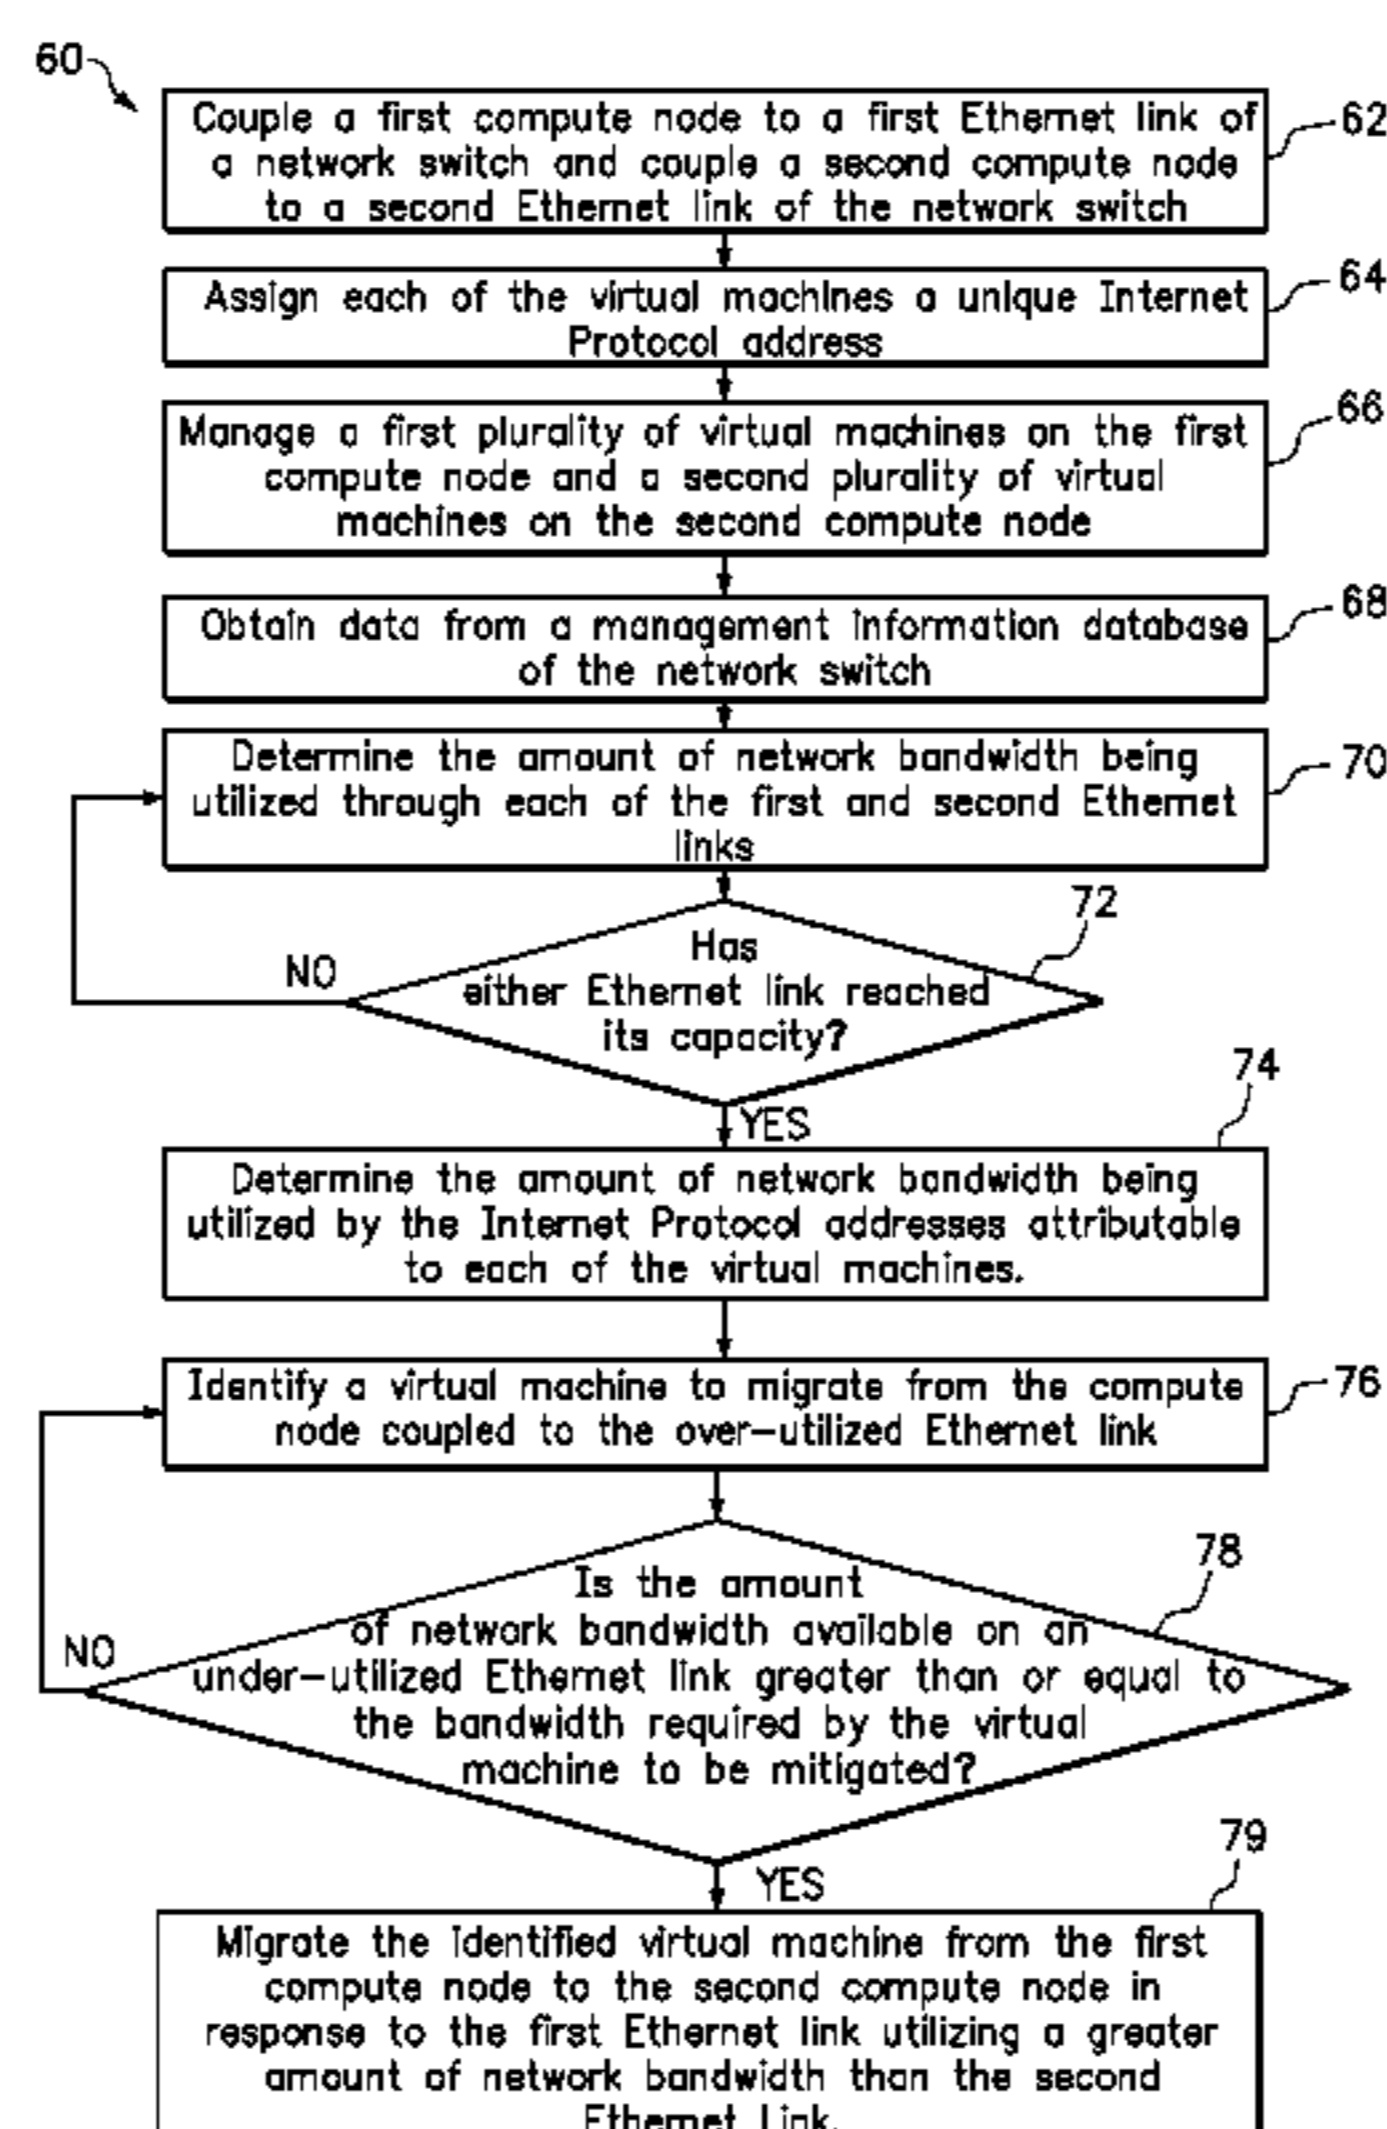 60
Couple a first compute node to a first Ethernet link of
a network switch and couple a second compute node
to a second Ethernet link of the network switch
62
Assign each of the virtual machines a unique Internet
Protocol address
64
Manage a first plurality of virtual machines on the first
compute node and a second plurality of virtual
machines on the second compute node
66
Obtain data from a management information database
of the network switch
68
Determine the amount of network bandwidth being
utilized through each of the first and second Ethernet
links
70
Has
either Ethernet link reached
its capacity?
72
NO
YES
74
Determine the amount of network bandwidth being
utilized by the Internet Protocol addresses attributable
to each of the virtual machines.
Identify a virtual machine to migrate from the compute
node coupled to the over-utilized Ethernet link
76
Is the amount
of network bandwidth available on an
under-utilized Ethernet link greater than or equal to
the bandwidth required by the virtual
machine to be mitigated?
78
NO
YES
79
Migrate the identified virtual machine from the first
compute node to the second compute node in
response to the first Ethernet link utilizing a greater
amount of network bandwidth than the second
Ethernet Link.